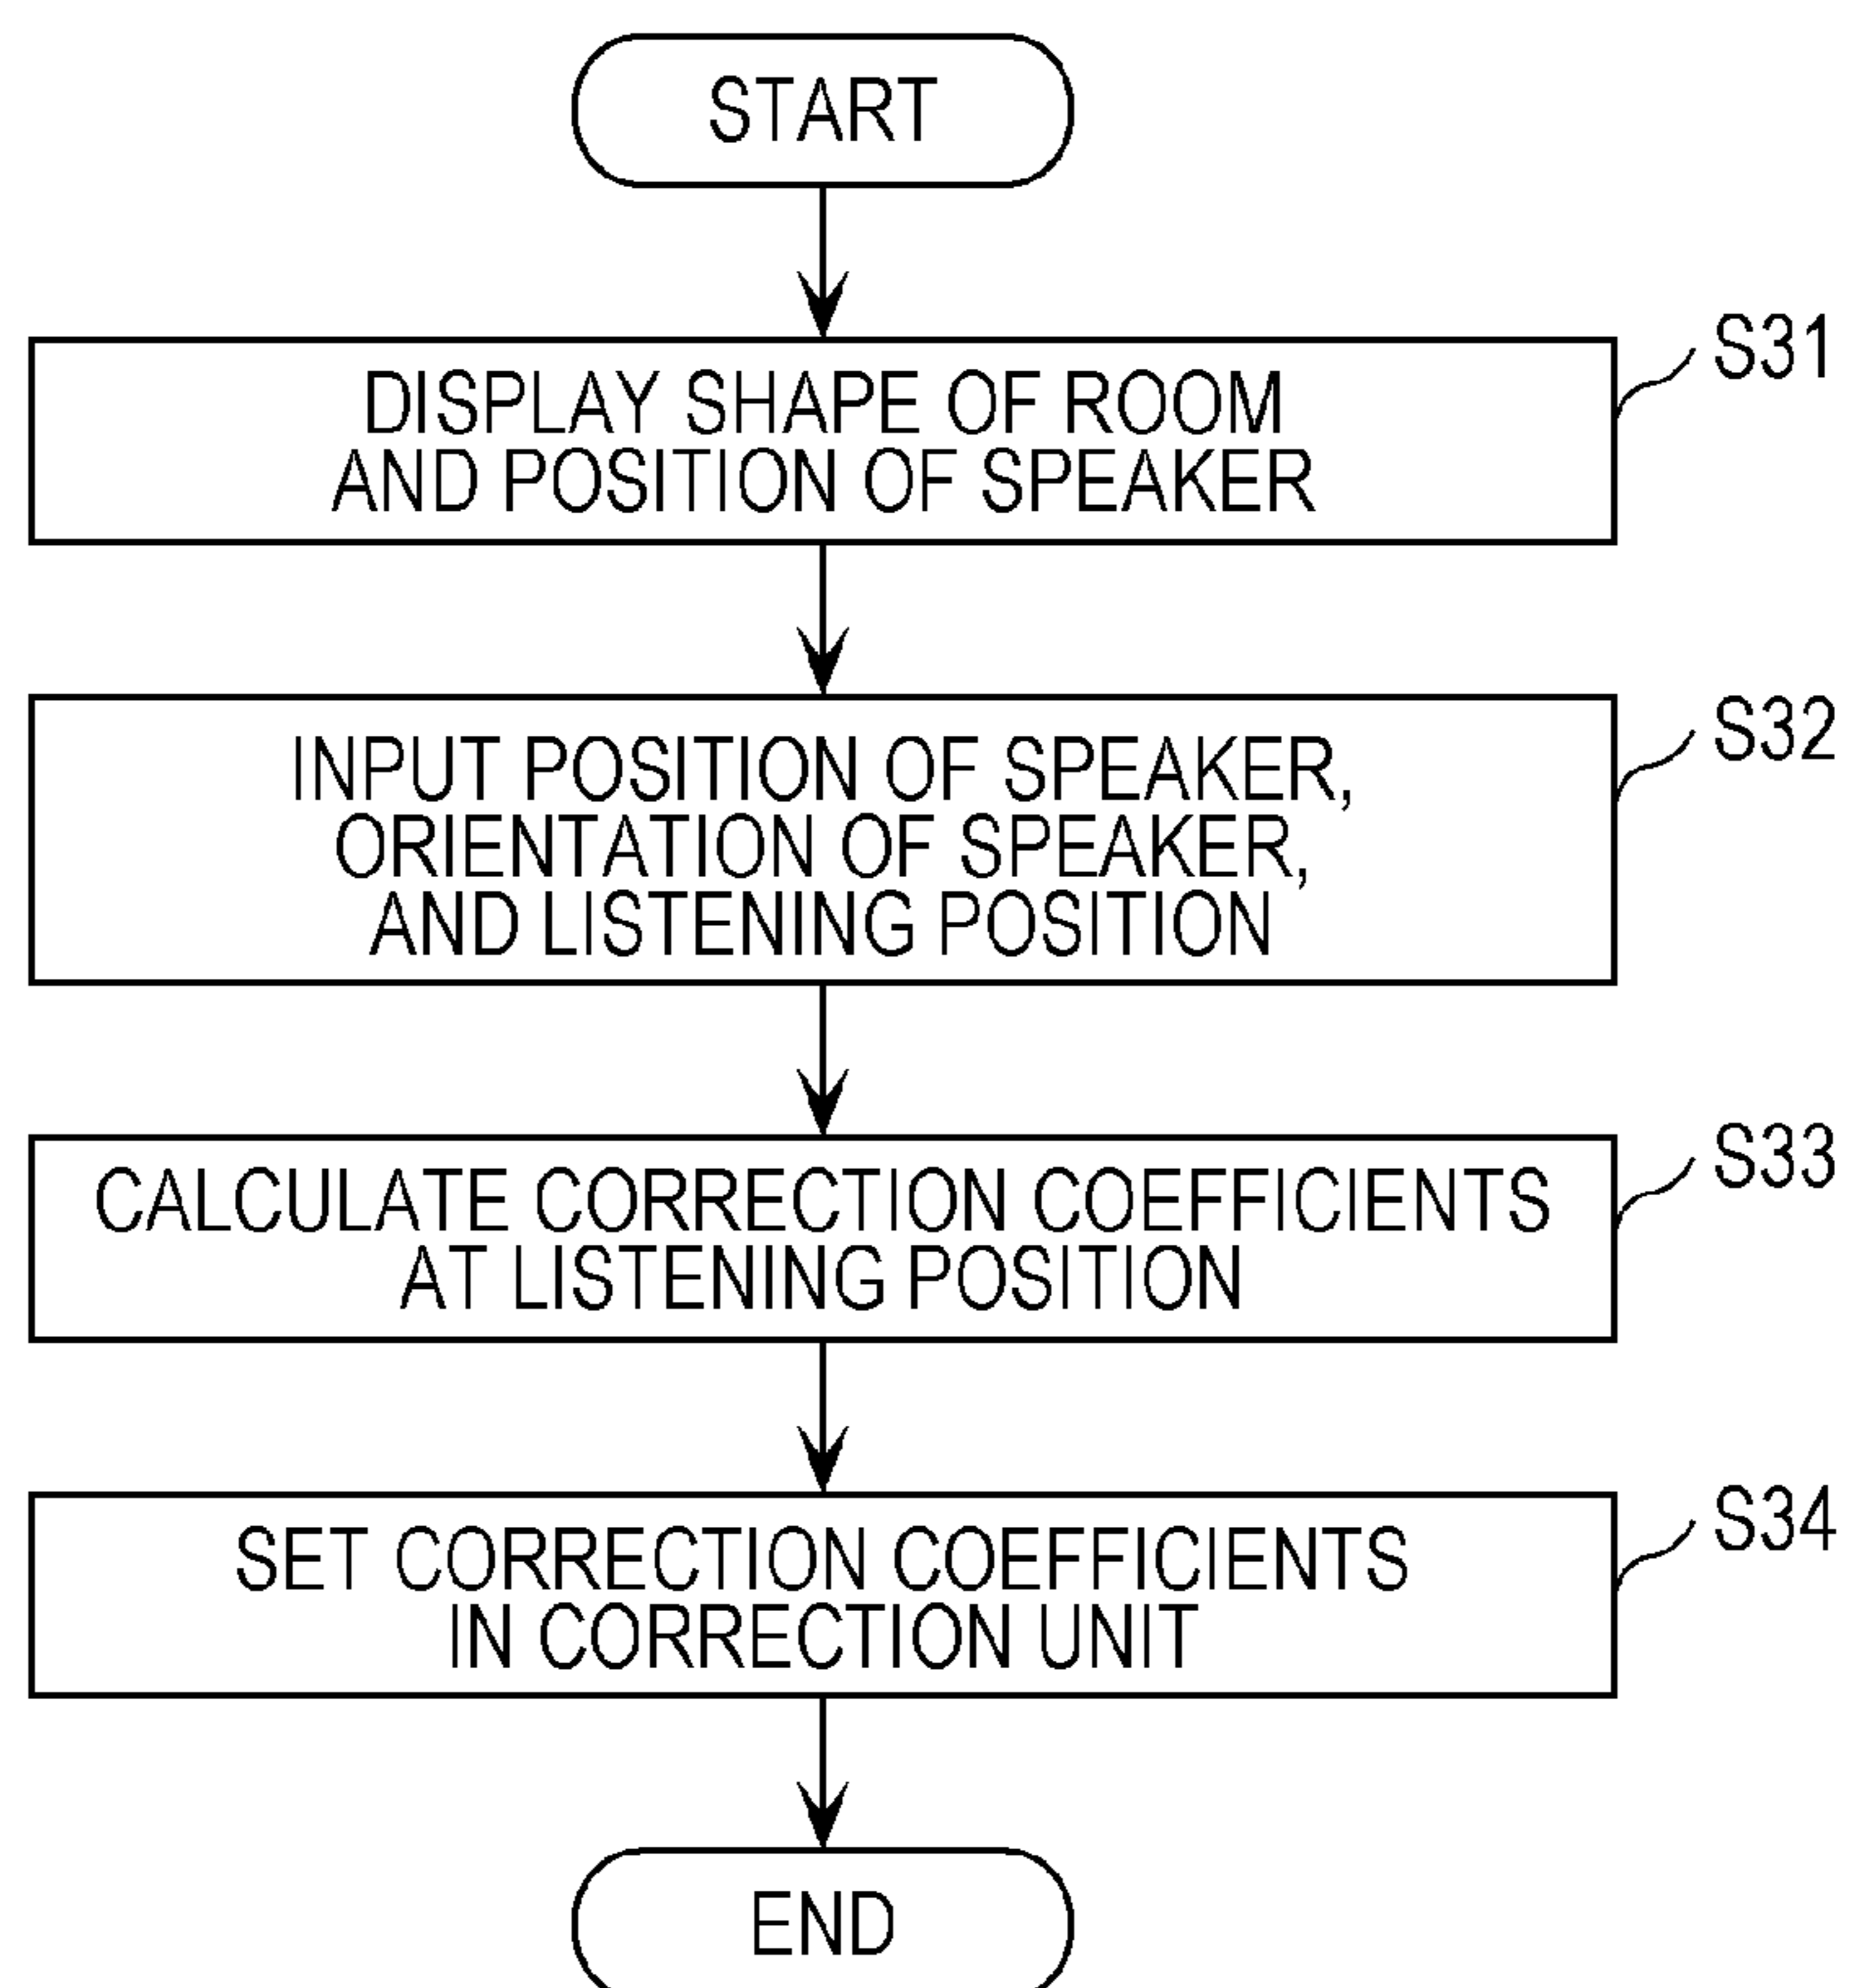 START
S31
DISPLAY SHAPE OF ROOM
AND POSITION OF SPEAKER
S32
INPUT POSITION OF SPEAKER,
ORIENTATION OF SPEAKER,
AND LISTENING POSITION
S33
CALCULATE CORRECTION COEFFICIENTS
AT LISTENING POSITION
S34
SET CORRECTION COEFFICIENTS
IN CORRECTION UNIT
END